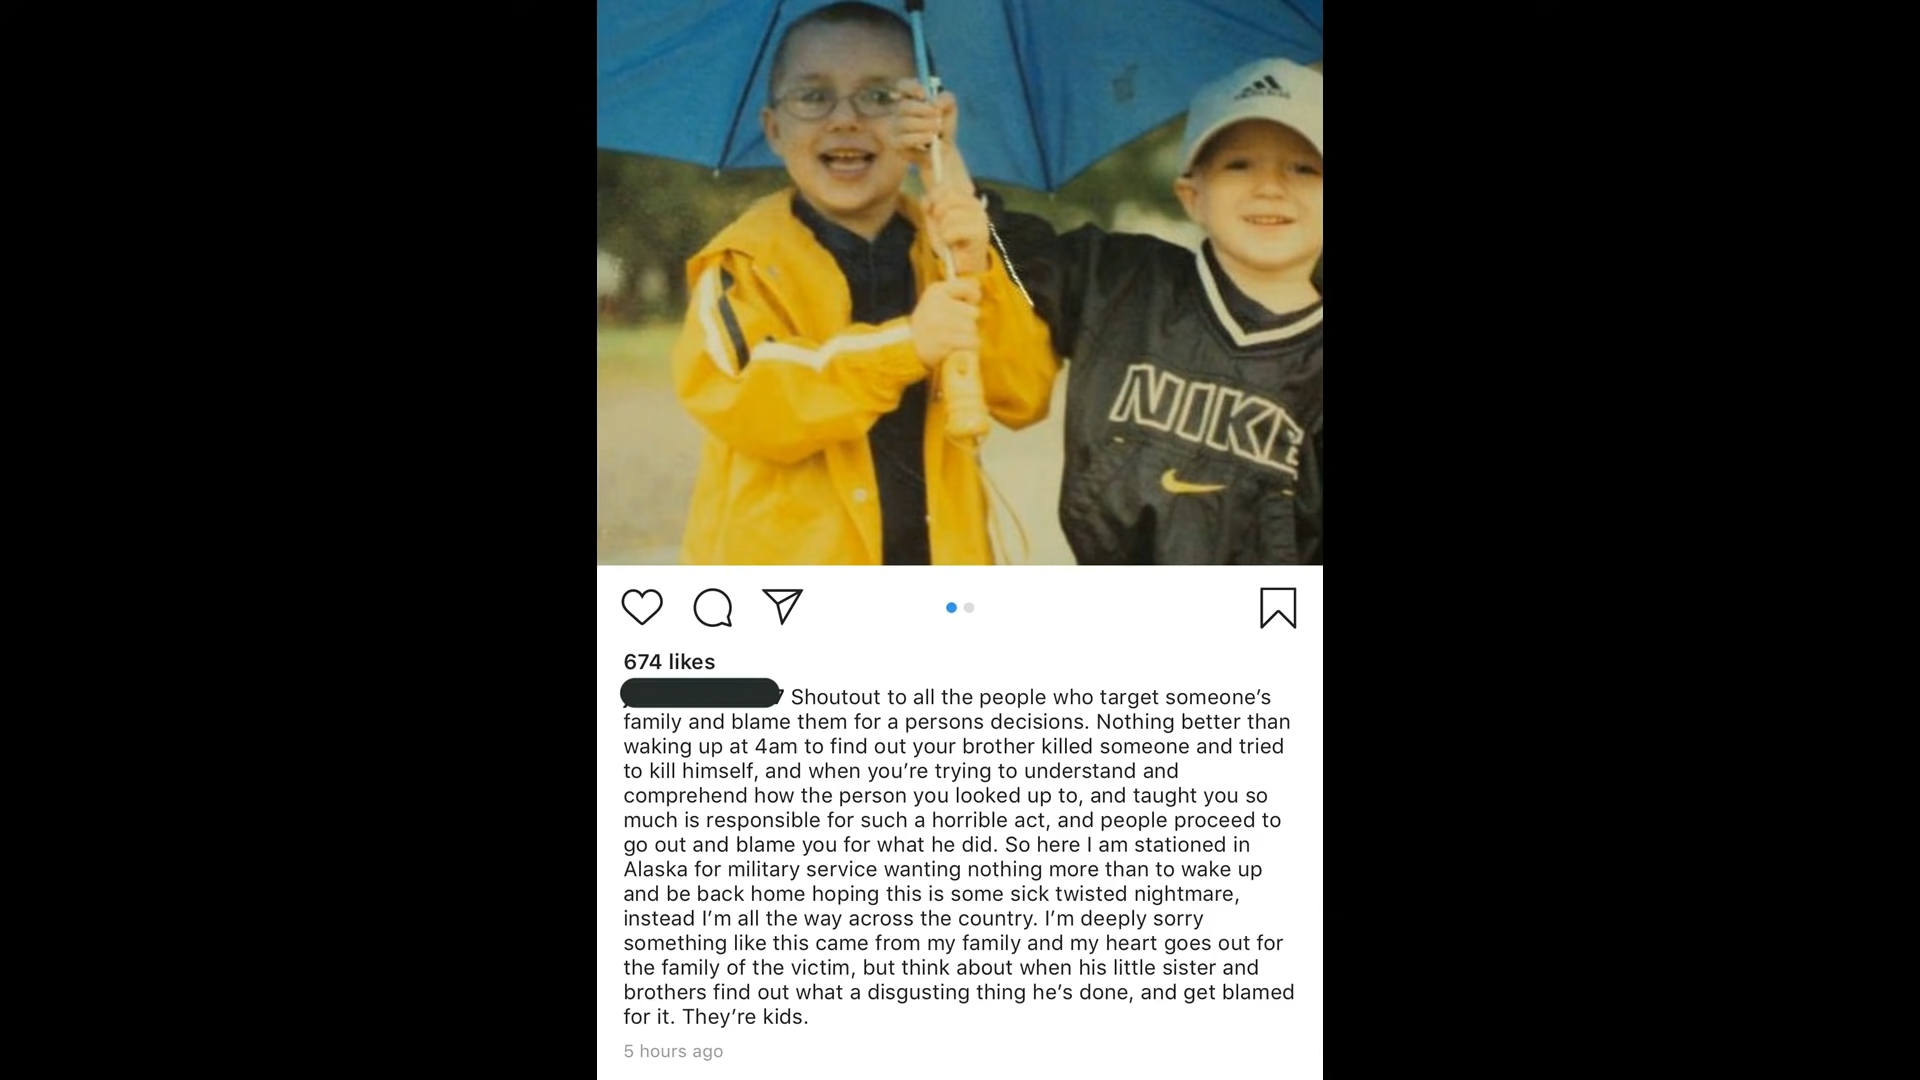 adidas
NIKE
674 likes
Shoutout to all the people who target someone's
family and blame them for a persons decisions. Nothing better than
waking up at 4am to find out your brother killed someone and tried
to kill himself, and when you're trying to understand and
comprehend how the person you looked up to, and taught you so
much is responsible for such a horrible act, and people proceed to
go out and blame you for what he did. So here I am stationed in
Alaska for military service wanting nothing more than to wake up
and be back home hoping this is some sick twisted nightmare,
instead I'm all the way across the country. I'm deeply sorry
something like this came from my family and my heart goes out for
the family of the victim, but think about when his little sister and
brothers find out what a disgusting thing he's done, and get blamed
for it. They're kids.
5 hours ago